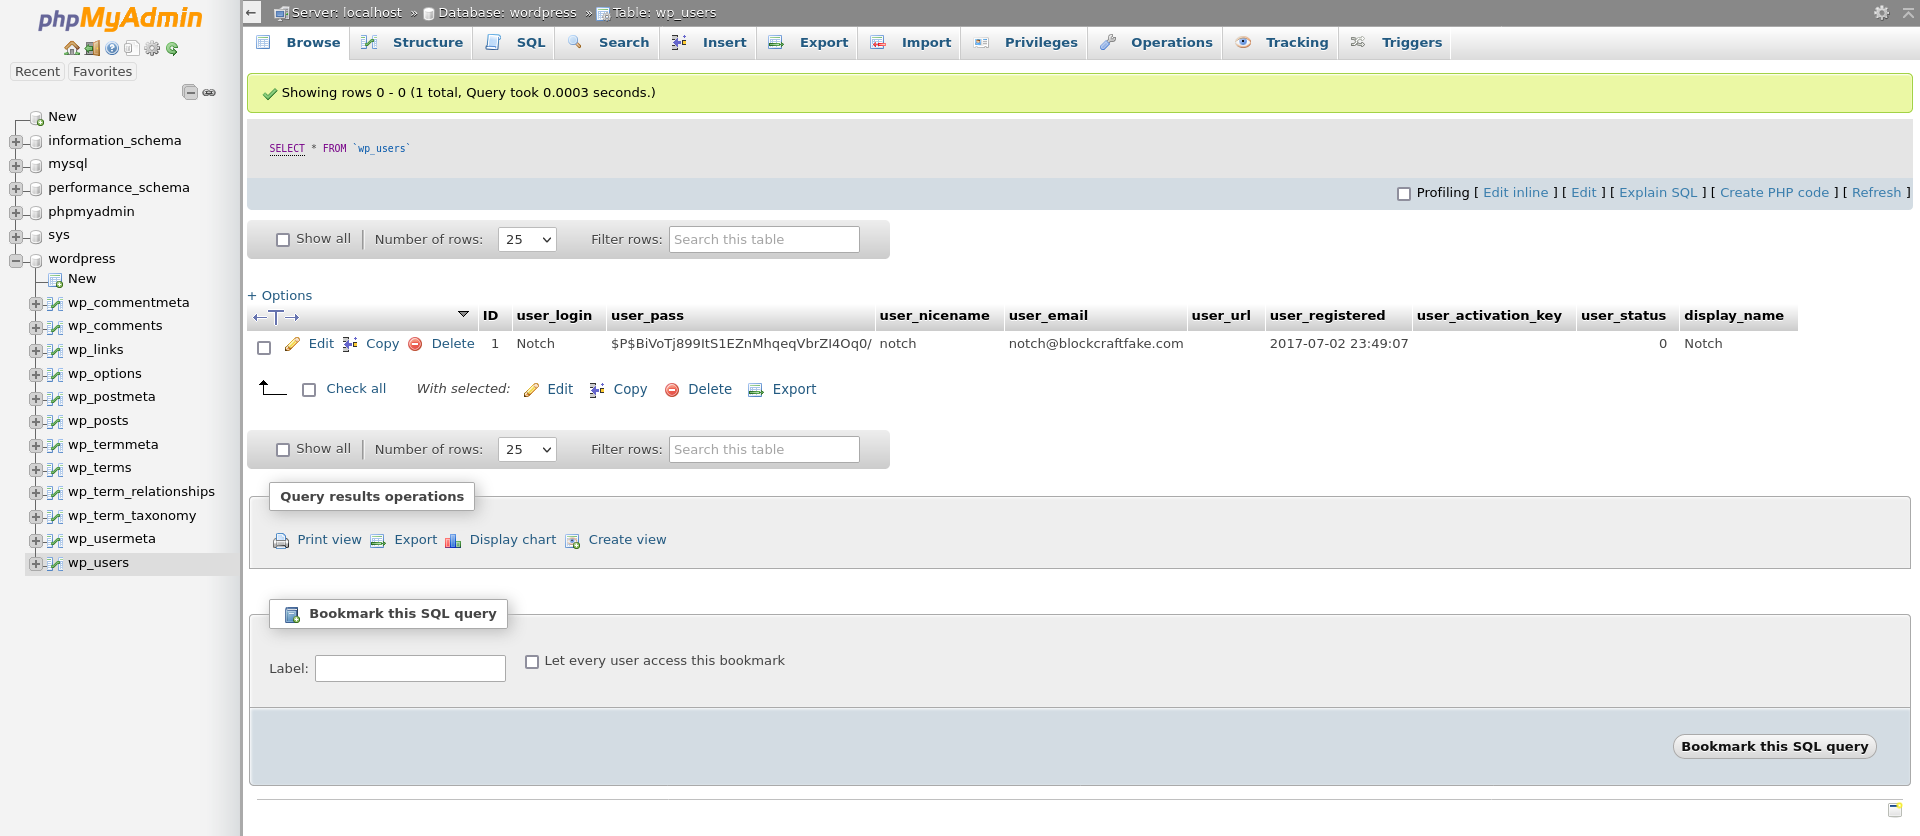 phpMyAdmin
Recent Favorites
New
information_schema
mysql
performance_schema
phpmyadmin
sys
wordpress
New
wp_commentmeta
wp_comments
wp_links
wp_options
wp_postmeta
wp_posts
wp_termmeta
wp_terms
wp_term_relationships
wp_term_taxonomy
wp_usermeta
wp_users
Server: localhost » Database: wordpress » Table: wp_users
Browse Structure SQL Search Insert Export Import Privileges Operations Tracking Triggers
Showing rows 0 - 0 (1 total, Query took 0.0003 seconds.)
SELECT * FROM `wp_users`
Profiling [ Edit inline ] [ Edit ] [ Explain SQL ] [ Create PHP code ] [ Refresh ]
Show all Number of rows: 25 Filter rows: Search this table
+ Options
ID user_login user_pass user_nicename user_email user_url user_registered user_activation_key user_status display_name
Edit Copy Delete 1 Notch $P$BiVoTj899ItS1EZnMhqeqVbrZI4Oq0/ notch notch@blockcraftfake.com 2017-07-02 23:49:07 0 Notch
Check all With selected: Edit Copy Delete Export
Show all Number of rows: 25 Filter rows: Search this table
Query results operations
Print view Export Display chart Create view
Bookmark this SQL query
Label: Let every user access this bookmark
Bookmark this SQL query